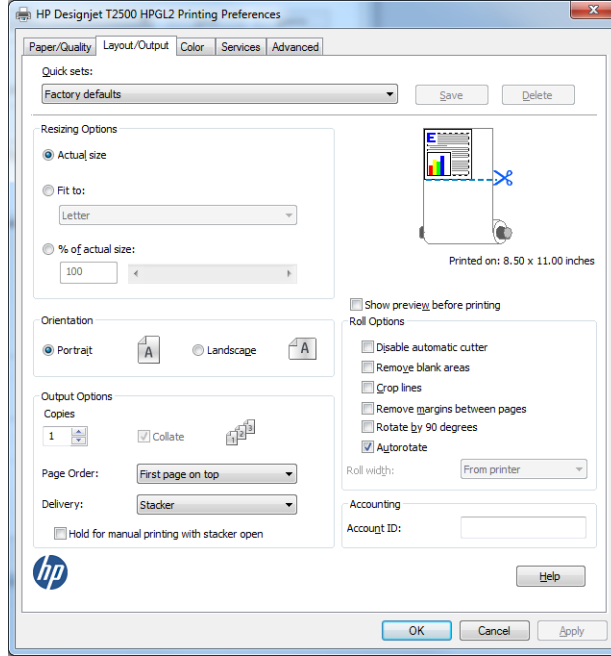 HP Designjet T2500 HPGL2 Printing Preferences
Paper/Quality Layout/Output Color Services Advanced
Quick sets:
Factory defaults
Save Delete
Resizing Options
Actual size
Fit to:
Letter
% of actual size:
100
E
Printed on: 8.50 x 11.00 inches
Show preview before printing
Orientation
Portrait A Landscape A
Roll Options
Disable automatic cutter
Remove blank areas
Crop lines
Remove margins between pages
Rotate by 90 degrees
Autorotate
Roll width: From printer
Output Options
Copies
1 Collate 1 2 3
Page Order: First page on top
Delivery: Stacker
Hold for manual printing with stacker open
Accounting
Account ID:
hp
Help
OK Cancel Apply